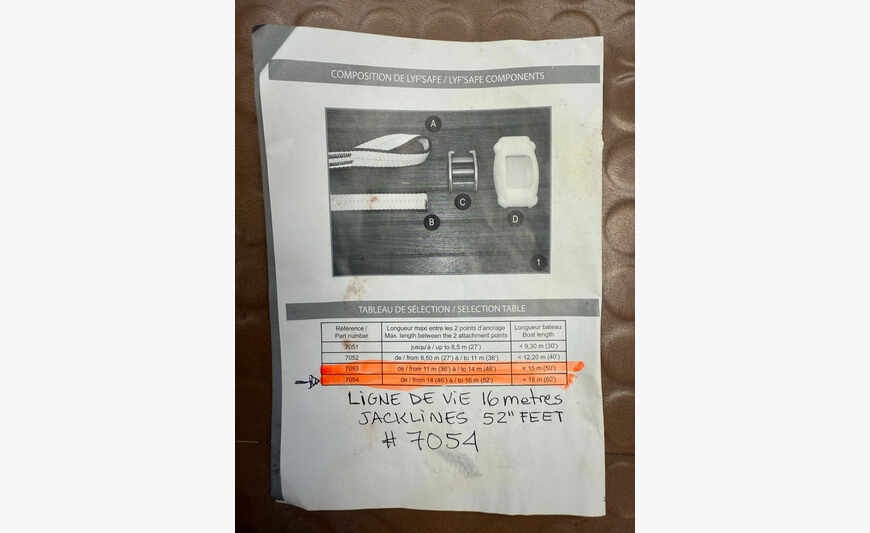 COMPOSITION DE LYF'SAFE / LYF'SAFE COMPONENTS
A
B
C
D
1
TABLEAU DE SÉLECTION / SELECTION TABLE
Référence / Part number Longueur maxi entre les 2 points d'ancrage Max. length between the 2 attachment points Longueur bateau Boat length
7051 jusqu'à / up to 8,5 m (27') < 9,30 m (30')
7052 de / from 8,50 m (27') à / to 11 m (36') < 12,20 m (40')
7053 de / from 11 m (36') à / to 14 m (46') < 15 m (50')
7054 de / from 14 (46') à / to 16 m (52') < 18 m (60')
LIGNE DE VIE 16 metres
JACKLINES 52" FEET
# 7054